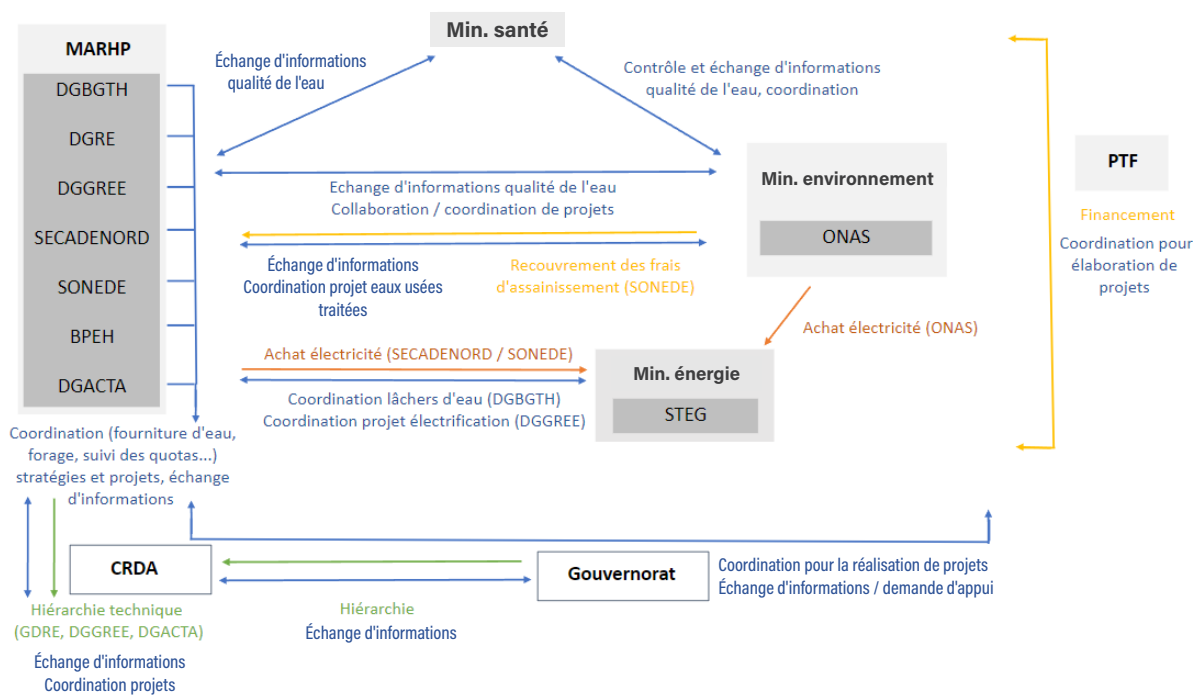 MARHP
DGBGTH
DGRE
DGGREE
SECADENORD
SONEDE
BPEH
DGACTA
Min. santé
Échange d'informations
qualité de l'eau
Contrôle et échange d'informations
qualité de l'eau, coordination
Echange d'informations qualité de l'eau
Collaboration / coordination de projets
Min. environnement
ONAS
PTF
Financement
Coordination pour
élaboration de
projets
Échange d'informations
Coordination projet eaux usées
traitées
Recouvrement des frais
d'assainissement (SONEDE)
Achat électricité (ONAS)
Achat électricité (SECADENORD / SONEDE)
Coordination lâchers d'eau (DGBGTH)
Coordination projet électrification (DGGREE)
Min. énergie
STEG
Coordination (fourniture d'eau,
forage, suivi des quotas...)
stratégies et projets, échange
d'informations
CRDA
Gouvernorat
Coordination pour la réalisation de projets
Échange d'informations / demande d'appui
Hiérarchie technique
(GDRE, DGGREE, DGACTA)
Échange d'informations
Coordination projets
Hiérarchie
Échange d'informations